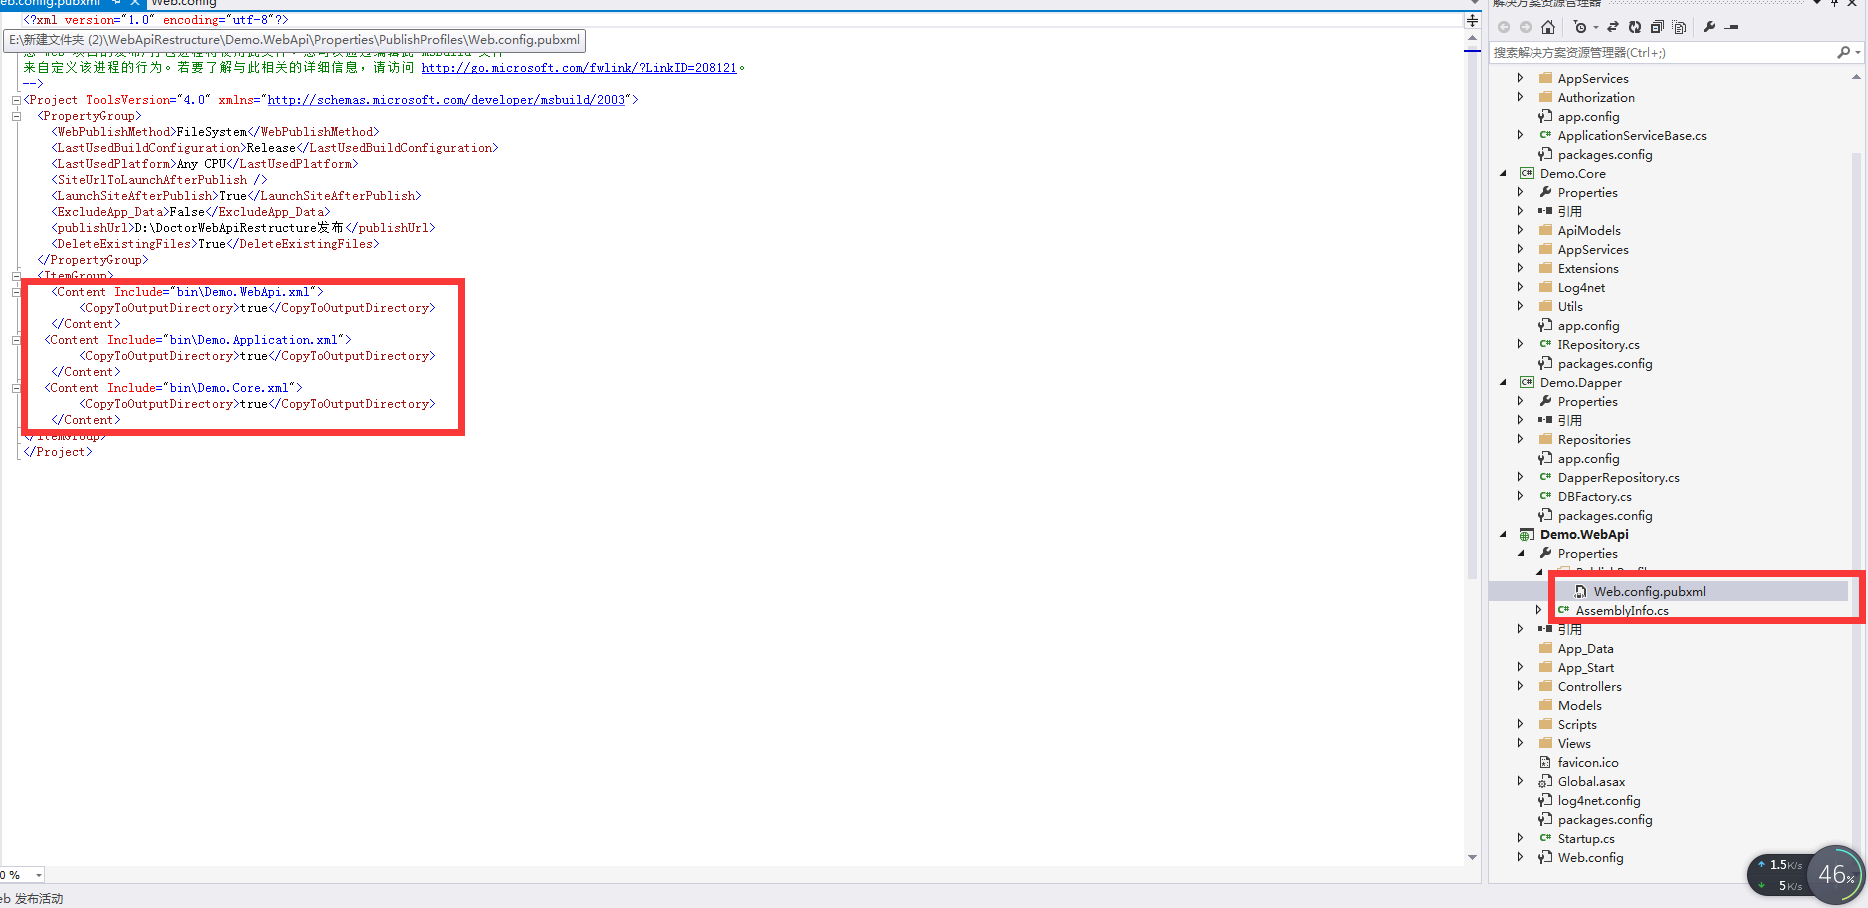 eb.config.pubxml
Web.config
<?xml version="1.0" encoding="utf-8"?>
E:\新建文件夹 (2)\WebApiRestructure\Demo.WebApi\Properties\PublishProfiles\Web.config.pubxml
来自定义该进程的行为。若要了解与此相关的详细信息，请访问 http://go.microsoft.com/fwlink/?LinkID=208121。
-->
<Project ToolsVersion="4.0" xmlns="http://schemas.microsoft.com/developer/msbuild/2003">
<PropertyGroup>
<WebPublishMethod>FileSystem</WebPublishMethod>
<LastUsedBuildConfiguration>Release</LastUsedBuildConfiguration>
<LastUsedPlatform>Any CPU</LastUsedPlatform>
<SiteUrlToLaunchAfterPublish />
<LaunchSiteAfterPublish>True</LaunchSiteAfterPublish>
<ExcludeApp_Data>False</ExcludeApp_Data>
<publishUrl>D:\DoctorWebApiRestructure发布</publishUrl>
<DeleteExistingFiles>True</DeleteExistingFiles>
</PropertyGroup>
<ItemGroup>
<Content Include="bin\Demo.WebApi.xml">
<CopyToOutputDirectory>true</CopyToOutputDirectory>
</Content>
<Content Include="bin\Demo.Application.xml">
<CopyToOutputDirectory>true</CopyToOutputDirectory>
</Content>
<Content Include="bin\Demo.Core.xml">
<CopyToOutputDirectory>true</CopyToOutputDirectory>
</Content>
</ItemGroup>
</Project>
0 %
eb 发布活动
解决方案资源管理器
搜索解决方案资源管理器(Ctrl+;)
AppServices
Authorization
app.config
C# ApplicationServiceBase.cs
packages.config
C# Demo.Core
Properties
引用
ApiModels
AppServices
Extensions
Log4net
Utils
app.config
C# IRepository.cs
packages.config
C# Demo.Dapper
Properties
引用
Repositories
app.config
C# DapperRepository.cs
C# DBFactory.cs
packages.config
Demo.WebApi
Properties
Web.config.pubxml
C# AssemblyInfo.cs
引用
App_Data
App_Start
Controllers
Models
Scripts
Views
favicon.ico
Global.asax
log4net.config
packages.config
C# Startup.cs
Web.config
1.5K/s
5K/s
46%